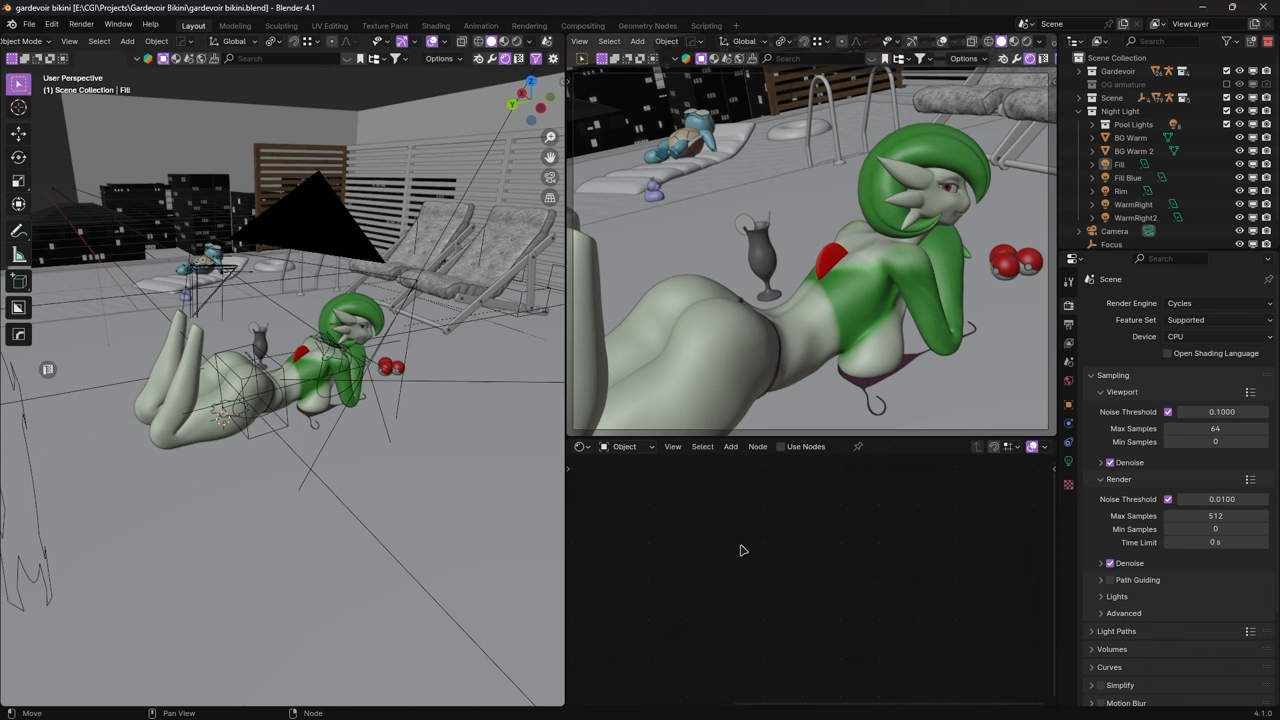 gardevoir bikini [E:\CGI\Projects\Gardevoir Bikini\gardevoir bikini.blend] - Blender 4.1
File Edit Render Window Help Layout Modeling Sculpting UV Editing Texture Paint Shading Animation Rendering Compositing Geometry Nodes Scripting + Scene ViewLayer
bject Mode View Select Add Object Global
Search Options
User Perspective
(1) Scene Collection | Fill
Z
Y
View Select Add Object Global
Search Options
Object View Select Add Node Use Nodes
Search
Scene Collection
Gardevoir
OG armature
Scene
Night Light
Pool Lights
BG Warm
BG Warm 2
Fill
Fill Blue
Rim
WarmRight
WarmRight2
Camera
Focus
Search
Scene
Render Engine Cycles
Feature Set Supported
Device CPU
Open Shading Language
Sampling
Viewport
Noise Threshold 0.1000
Max Samples 64
Min Samples 0
Denoise
Render
Noise Threshold 0.0100
Max Samples 512
Min Samples 0
Time Limit 0 s
Denoise
Path Guiding
Lights
Advanced
Light Paths
Volumes
Curves
Simplify
Motion Blur
Move Pan View Node 4.1.0